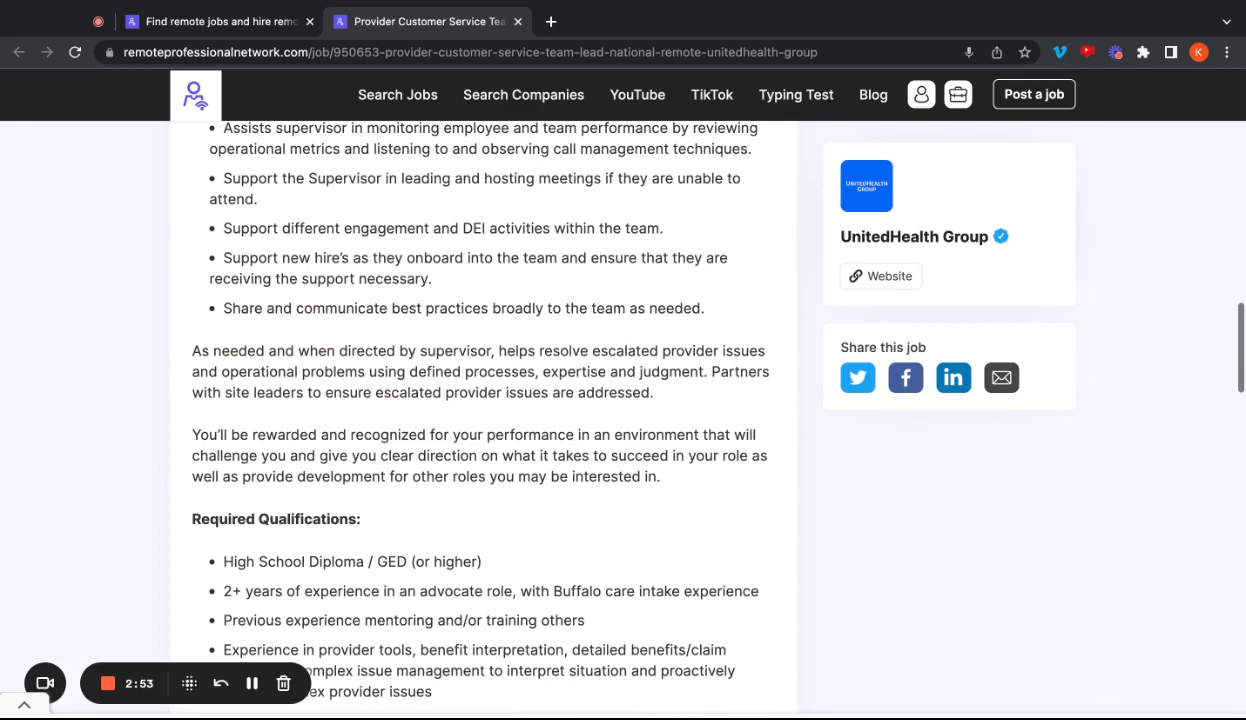 Find remote jobs and hire remo
Provider Customer Service Tea
remoteprofessionalnetwork.com/job/950653-provider-customer-service-team-lead-national-remote-unitedhealth-group
K
Search Jobs
Search Companies
YouTube
TikTok
Typing Test
Blog
Post a job
• Assists supervisor in monitoring employee and team performance by reviewing
operational metrics and listening to and observing call management techniques.
• Support the Supervisor in leading and hosting meetings if they are unable to
attend.
• Support different engagement and DEI activities within the team.
• Support new hire’s as they onboard into the team and ensure that they are
receiving the support necessary.
• Share and communicate best practices broadly to the team as needed.
As needed and when directed by supervisor, helps resolve escalated provider issues
and operational problems using defined processes, expertise and judgment. Partners
with site leaders to ensure escalated provider issues are addressed.
You’ll be rewarded and recognized for your performance in an environment that will
challenge you and give you clear direction on what it takes to succeed in your role as
well as provide development for other roles you may be interested in.
Required Qualifications:
• High School Diploma / GED (or higher)
• 2+ years of experience in an advocate role, with Buffalo care intake experience
• Previous experience mentoring and/or training others
• Experience in provider tools, benefit interpretation, detailed benefits/claim
omplex issue management to interpret situation and proactively
ex provider issues
UNITEDHEALTH
GROUP
UnitedHealth Group
Website
Share this job
2:53